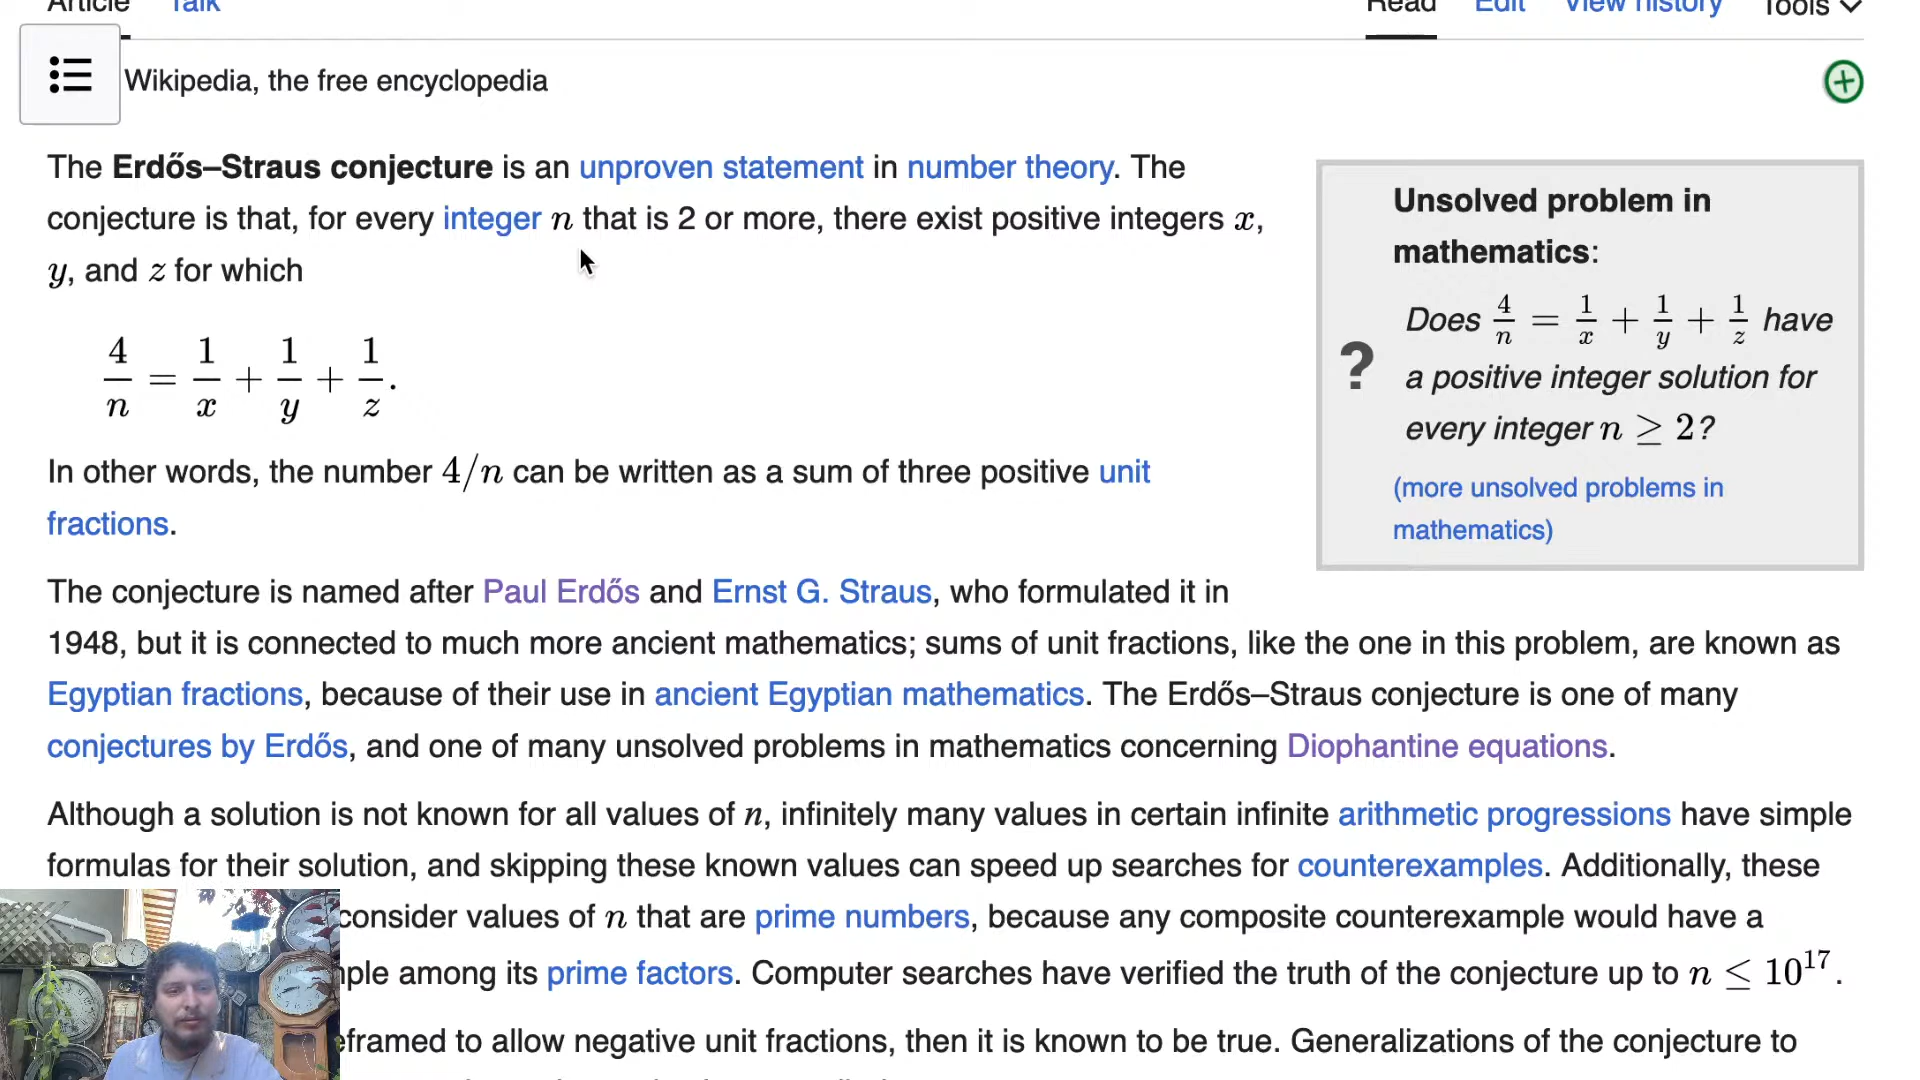 Article Talk Read Edit View history Tools
Wikipedia, the free encyclopedia
The Erdős–Straus conjecture is an unproven statement in number theory. The
conjecture is that, for every integer n that is 2 or more, there exist positive integers x,
y, and z for which
4/n = 1/x + 1/y + 1/z.
In other words, the number 4/n can be written as a sum of three positive unit
fractions.
Unsolved problem in
mathematics:
?
Does 4/n = 1/x + 1/y + 1/z have
a positive integer solution for
every integer n ≥ 2?
(more unsolved problems in
mathematics)
The conjecture is named after Paul Erdős and Ernst G. Straus, who formulated it in
1948, but it is connected to much more ancient mathematics; sums of unit fractions, like the one in this problem, are known as
Egyptian fractions, because of their use in ancient Egyptian mathematics. The Erdős–Straus conjecture is one of many
conjectures by Erdős, and one of many unsolved problems in mathematics concerning Diophantine equations.
Although a solution is not known for all values of n, infinitely many values in certain infinite arithmetic progressions have simple
formulas for their solution, and skipping these known values can speed up searches for counterexamples. Additionally, these
consider values of n that are prime numbers, because any composite counterexample would have a
mple among its prime factors. Computer searches have verified the truth of the conjecture up to n ≤ 10¹⁷.
eframed to allow negative unit fractions, then it is known to be true. Generalizations of the conjecture to